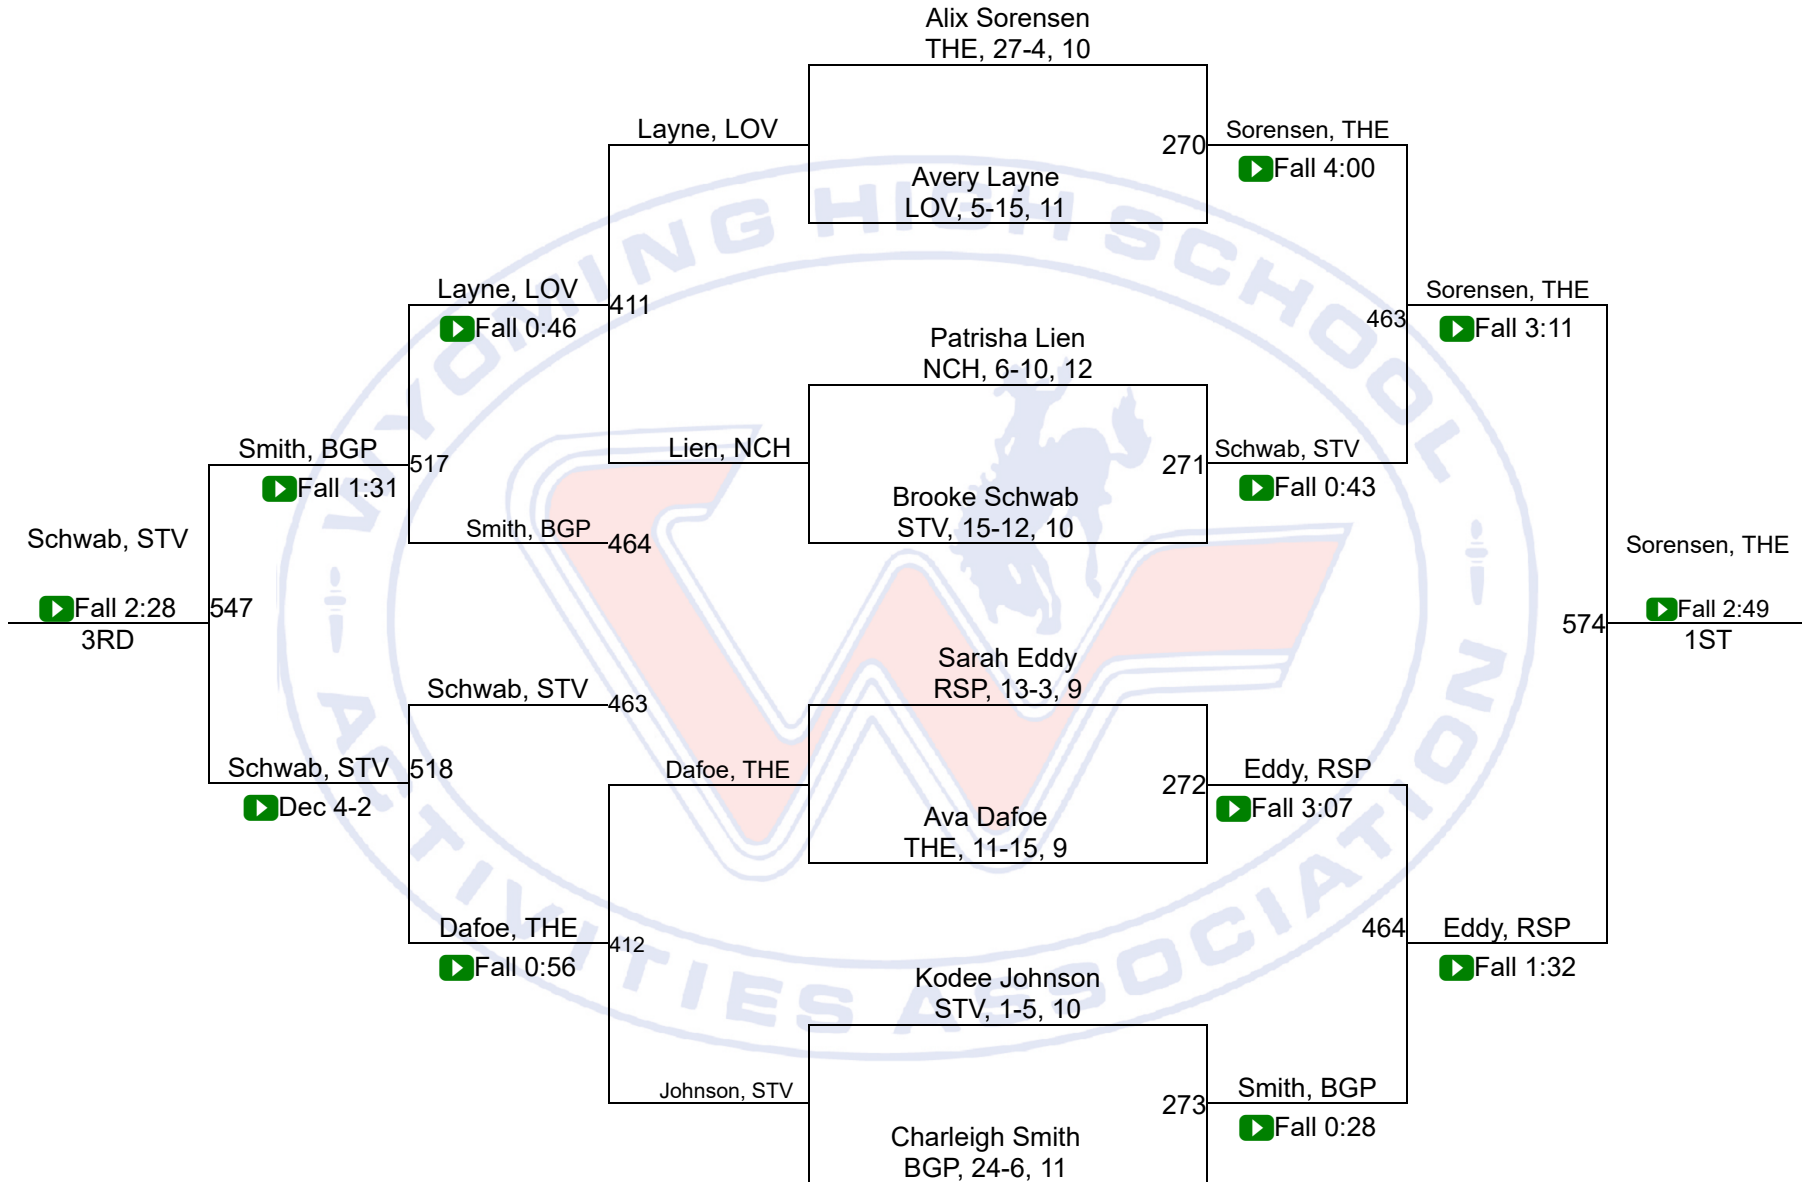 Alix Sorensen
THE, 27-4, 10
Layne, LOV
270
Sorensen, THE
Fall 4:00
Avery Layne
LOV, 5-15, 11
Layne, LOV
411
Fall 0:46
463
Sorensen, THE
Fall 3:11
Patrisha Lien
NCH, 6-10, 12
Smith, BGP
517
Fall 1:31
Lien, NCH
271
Schwab, STV
Fall 0:43
Brooke Schwab
STV, 15-12, 10
Smith, BGP
464
Schwab, STV
Fall 2:28
547
3RD
Sorensen, THE
574
Fall 2:49
1ST
Sarah Eddy
RSP, 13-3, 9
Schwab, STV
463
Schwab, STV
518
Dec 4-2
Dafoe, THE
272
Eddy, RSP
Fall 3:07
Ava Dafoe
THE, 11-15, 9
Dafoe, THE
412
Fall 0:56
464
Eddy, RSP
Fall 1:32
Kodee Johnson
STV, 1-5, 10
Johnson, STV
273
Smith, BGP
Fall 0:28
Charleigh Smith
BGP, 24-6, 11
WYOMING HIGH SCHOOL
ACTIVITIES ASSOCIATION